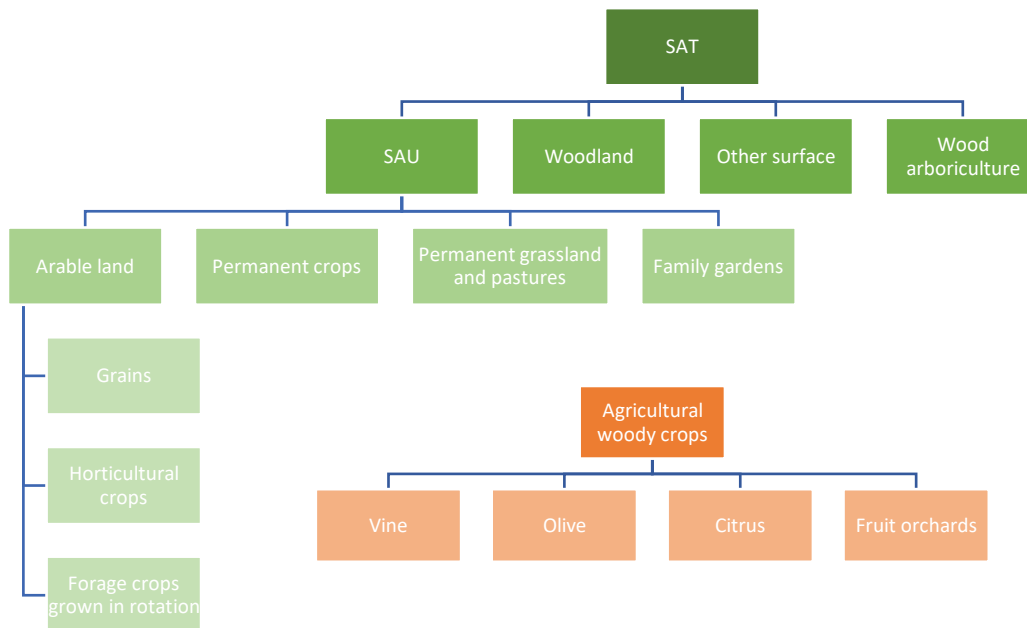 SAT
SAU
Woodland
Other surface
Wood
arboriculture
Arable land
Permanent crops
Permanent grassland
and pastures
Family gardens
Grains
Horticultural
crops
Forage crops
grown in rotation
Agricultural
woody crops
Vine
Olive
Citrus
Fruit orchards